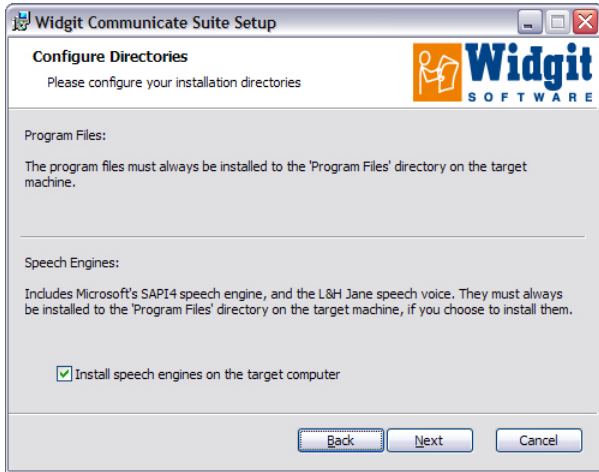 Widgit Communicate Suite Setup
Configure Directories
Please configure your installation directories
Widgit
SOFTWARE
Program Files:
The program files must always be installed to the 'Program Files' directory on the target
machine.
Speech Engines:
Includes Microsoft's SAPI4 speech engine, and the L&H Jane speech voice. They must always
be installed to the 'Program Files' directory on the target machine, if you choose to install them.
Install speech engines on the target computer
Back Next Cancel